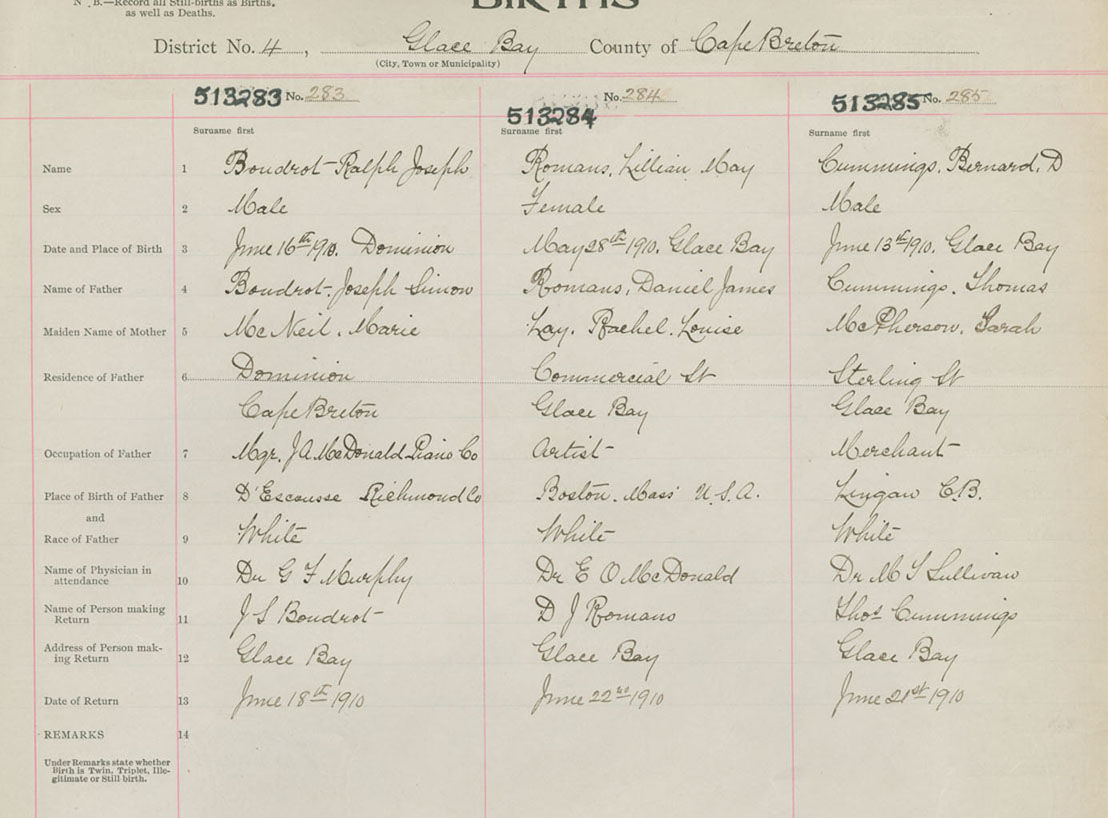 N. B.—Record all Still-births as Births,
as well as Deaths.
BIRTHS
District No. 4, Glace Bay County of Cape Breton
(City, Town or Municipality)
513283 No. 283 513284 No. 284 513285 No. 285
Suruame first Surname first Surname first
Name 1 Boudrot-Ralph Joseph Romans, Lillian May Cummings, Bernard, D
Sex 2 Male Female Male
Date and Place of Birth 3 June 16th 1910. Dominion May 28th 1910. Glace Bay June 13th 1910. Glace Bay
Name of Father 4 Boudrot-Joseph Simon Romans, Daniel James Cummings. Thomas
Maiden Name of Mother 5 McNeil. Marie Lay. Rachel. Louise McPherson, Sarah
Residence of Father 6 Dominion Commercial St Sterling St
Cape Breton Glace Bay Glace Bay
Occupation of Father 7 Mgr. J A McDonald Piano Co Artist Merchant
Place of Birth of Father 8 D'Escousse Richmond Co Boston. Mass' U.S.A. Lingan C.B.
and
Race of Father 9 White White White
Name of Physician in
attendance 10 Dr G F Murphy Dr E O McDonald Dr M T Sullivan
Name of Person making
Return 11 J S Boudrot D J Romans Thos Cummings
Address of Person mak-
ing Return 12 Glace Bay Glace Bay Glace Bay
Date of Return 13 June 18th 1910 June 22nd 1910 June 21st 1910
REMARKS 14
Under Remarks state whether
Birth is Twin, Triplet, Ille-
gitimate or Still birth.